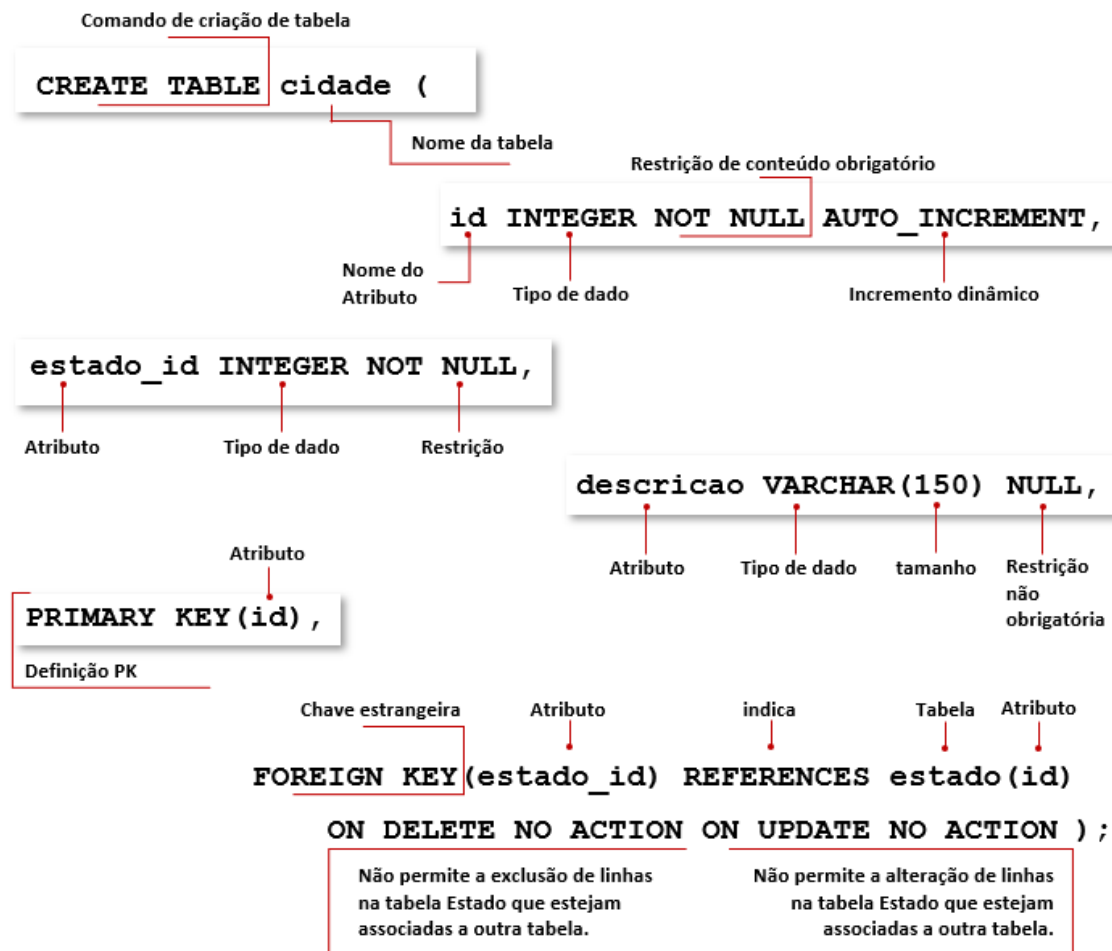 Comando de criação de tabela
CREATE TABLE cidade (
Nome da tabela
Restrição de conteúdo obrigatório
id INTEGER NOT NULL AUTO_INCREMENT,
Nome do
Atributo
Tipo de dado
Incremento dinâmico
estado_id INTEGER NOT NULL,
Atributo
Tipo de dado
Restrição
descricao VARCHAR(150) NULL,
Atributo
Tipo de dado
tamanho
Restrição
não
obrigatória
Atributo
PRIMARY KEY(id),
Definição PK
Chave estrangeira
Atributo
indica
Tabela
Atributo
FOREIGN KEY(estado_id) REFERENCES estado(id)
ON DELETE NO ACTION ON UPDATE NO ACTION );
Não permite a exclusão de linhas
na tabela Estado que estejam
associadas a outra tabela.
Não permite a alteração de linhas
na tabela Estado que estejam
associadas a outra tabela.